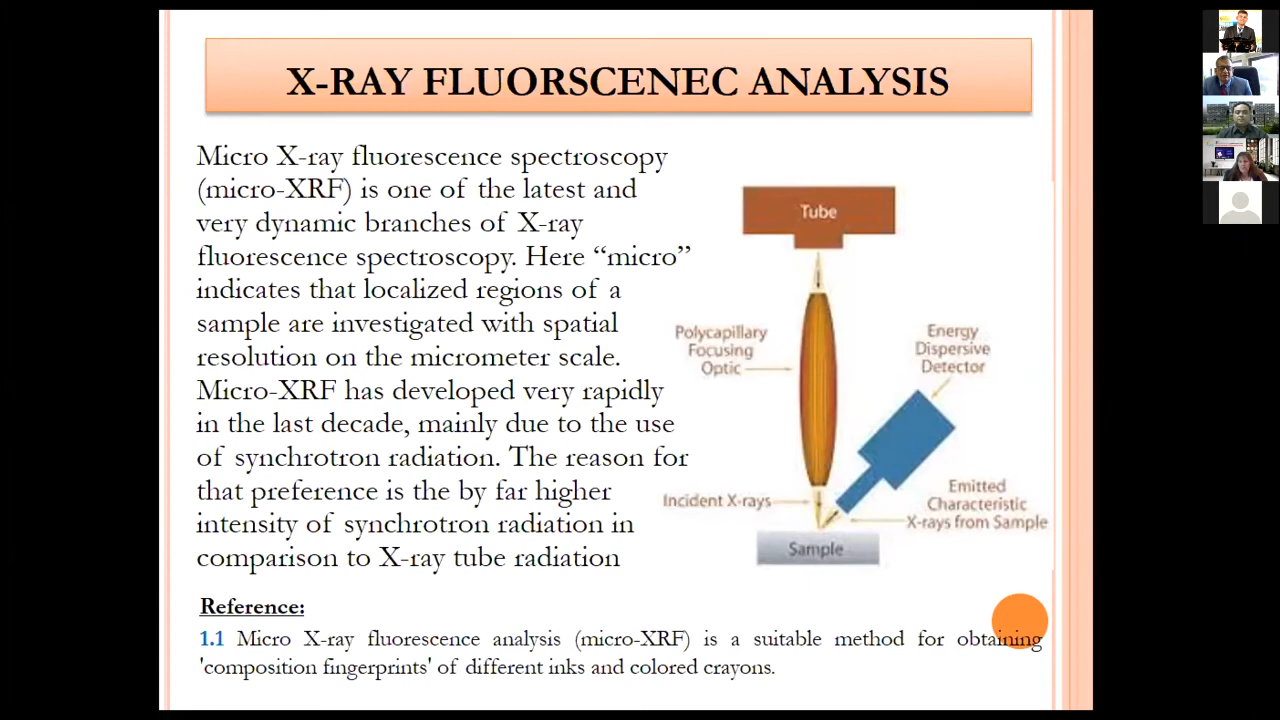 X-RAY FLUORSCENEC ANALYSIS
Micro X-ray fluorescence spectroscopy
(micro-XRF) is one of the latest and
very dynamic branches of X-ray
fluorescence spectroscopy. Here “micro”
indicates that localized regions of a
sample are investigated with spatial
resolution on the micrometer scale.
Micro-XRF has developed very rapidly
in the last decade, mainly due to the use
of synchrotron radiation. The reason for
that preference is the by far higher
intensity of synchrotron radiation in
comparison to X-ray tube radiation
Tube
Polycapillary
Focusing
Optic
Energy
Dispersive
Detector
Incident X-rays
Emitted
Characteristic
X-rays from Sample
Sample
Reference:
1.1 Micro X-ray fluorescence analysis (micro-XRF) is a suitable method for obtaining
'composition fingerprints' of different inks and colored crayons.